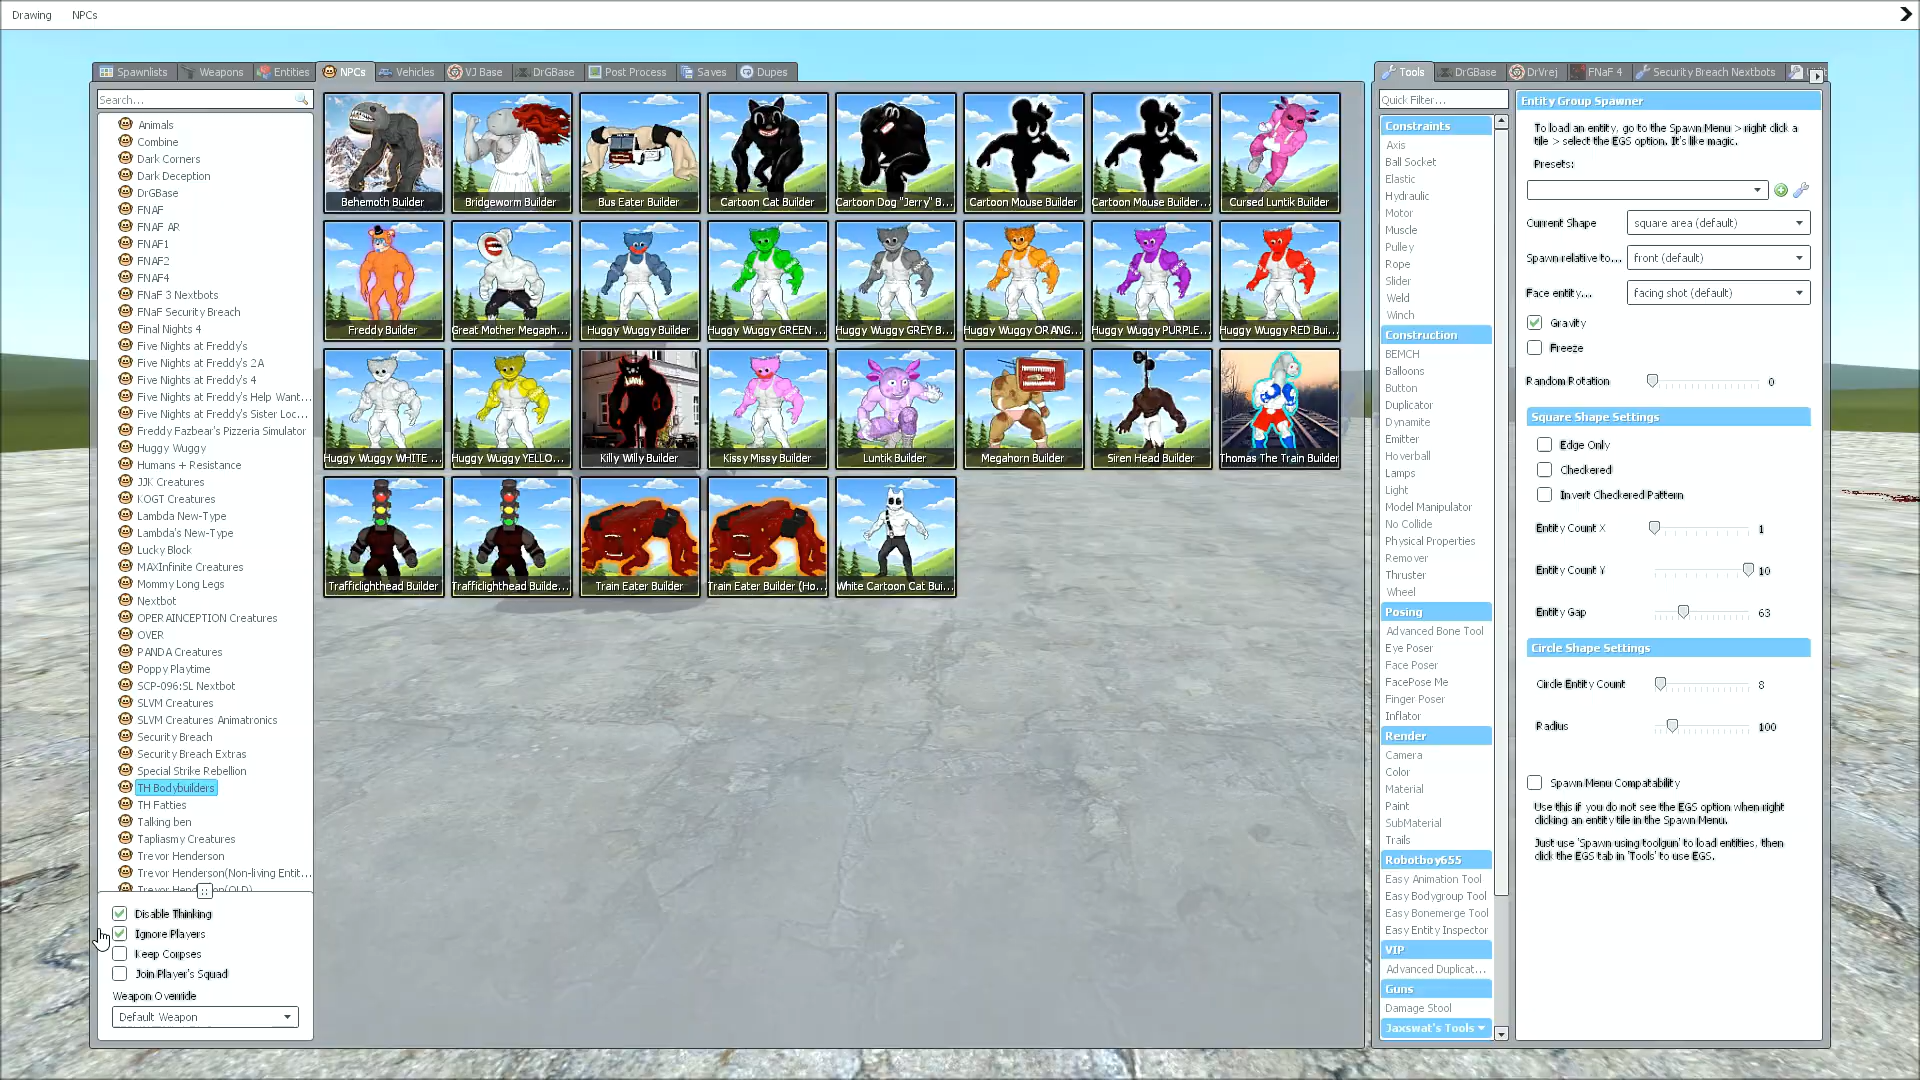 Drawing NPCs
Spawnlists Weapons Entities NPCs Vehicles VJ Base DrGBase Post Process Saves Dupes
Search...
Animals
Combine
Dark Corners
Dark Deception
DrGBase
FNAF
FNAF AR
FNAF1
FNAF2
FNAF4
FNaF 3 Nextbots
FNaF Security Breach
Final Nights 4
Five Nights at Freddy's
Five Nights at Freddy's 2A
Five Nights at Freddy's 4
Five Nights at Freddy's Help Want...
Five Nights at Freddy's Sister Loc...
Freddy Fazbear's Pizzeria Simulator
Huggy Wuggy
Humans + Resistance
JJK Creatures
KOGT Creatures
Lambda New-Type
Lambda's New-Type
Lucky Block
MAXInfinite Creatures
Mommy Long Legs
Nextbot
OPERAINCEPTION Creatures
OVER
PANDA Creatures
Poppy Playtime
SCP-096:SL Nextbot
SLVM Creatures
SLVM Creatures Animatronics
Security Breach
Security Breach Extras
Special Strike Rebellion
TH Bodybuilders
TH Fatties
Talking ben
Tapliasmy Creatures
Trevor Henderson
Trevor Henderson(Non-living Entit...
Disable Thinking
Ignore Players
Keep Corpses
Join Player's Squad
Weapon Override
Default Weapon
Behemoth Builder
Bridgeworm Builder
Bus Eater Builder
Cartoon Cat Builder
Cartoon Dog "Jerry" B...
Cartoon Mouse Builder
Cartoon Mouse Builder...
Cursed Luntik Builder
Freddy Builder
Great Mother Megaph...
Huggy Wuggy Builder
Huggy Wuggy GREEN ...
Huggy Wuggy GREY B...
Huggy Wuggy ORANG...
Huggy Wuggy PURPLE...
Huggy Wuggy RED Bui...
Huggy Wuggy WHITE ...
Huggy Wuggy YELLO...
Killy Willy Builder
Kissy Missy Builder
Luntik Builder
Megahorn Builder
Siren Head Builder
Thomas The Train Builder
Trafficlighthead Builder
Trafficlighthead Builde...
Train Eater Builder
Train Eater Builder (Ho...
White Cartoon Cat Bui...
Tools DrGBase DrVrej FNaF 4 Security Breach Nextbots
Quick Filter...
Constraints
Axis
Ball Socket
Elastic
Hydraulic
Motor
Muscle
Pulley
Rope
Slider
Weld
Winch
Construction
BEMCH
Balloons
Button
Duplicator
Dynamite
Emitter
Hoverball
Lamps
Light
Model Manipulator
No Collide
Physical Properties
Remover
Thruster
Wheel
Posing
Advanced Bone Tool
Eye Poser
Face Poser
FacePose Me
Finger Poser
Inflator
Render
Camera
Color
Material
Paint
SubMaterial
Trails
Robotboy655
Easy Animation Tool
Easy Bodygroup Tool
Easy Bonemerge Tool
Easy Entity Inspector
VIP
Advanced Duplicat...
Guns
Damage Stool
Jaxswat's Tools
Entity Group Spawner
To load an entity, go to the Spawn Menu > right click a
tile > select the EGS option. It's like magic.
Presets:
Current Shape square area (default)
Spawn relative to... front (default)
Face entity... facing shot (default)
Gravity
Freeze
Random Rotation 0
Square Shape Settings
Edge Only
Checkered
Invert Checkered Pattern
Entity Count X 1
Entity Count Y 10
Entity Gap 63
Circle Shape Settings
Circle Entity Count 8
Radius 100
Spawn Menu Compatability
Use this if you do not see the EGS option when right
clicking an entity tile in the Spawn Menu.
Just use 'Spawn using toolgun' to load entities, then
click the EGS tab in 'Tools' to use EGS.